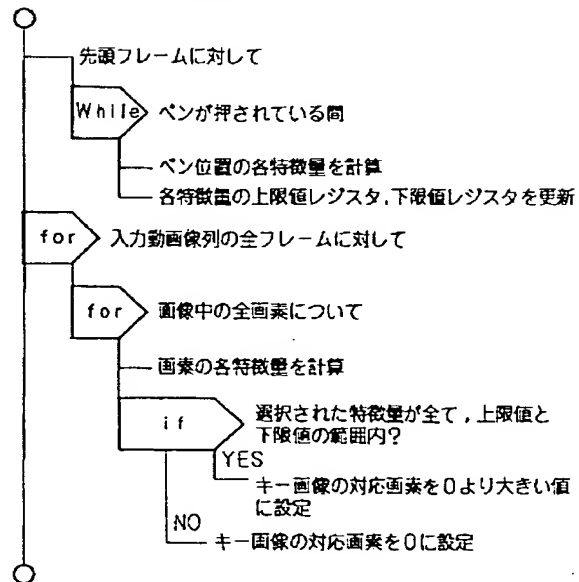 先頭フレームに対して
While ペンが押されている間
ペン位置の各特徴量を計算
各特徴量の上限値レジスタ,下限値レジスタを更新
for 入力動画像列の全フレームに対して
for 画像中の全画素について
画素の各特徴量を計算
if 選択された特徴量が全て,上限値と
下限値の範囲内?
YES
キー画像の対応画素を0より大きい値
に設定
NO
キー画像の対応画素を0に設定